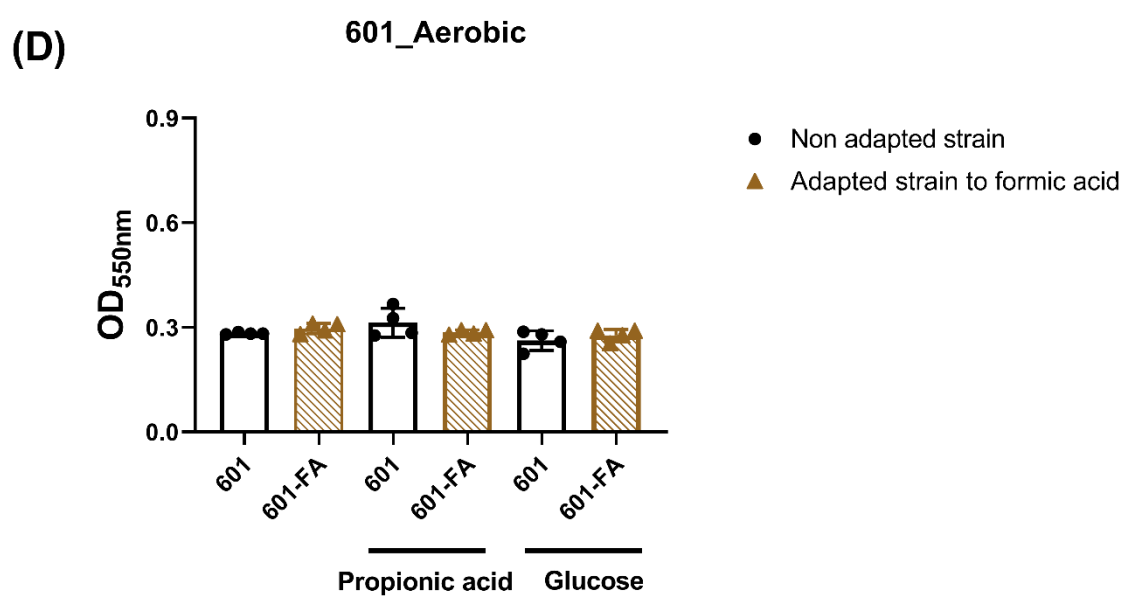 (D)
601_Aerobic
0.9
0.6
0.3
0.0
OD550nm
Non adapted strain
Adapted strain to formic acid
601
601-FA
601
601-FA
601
601-FA
Propionic acid
Glucose